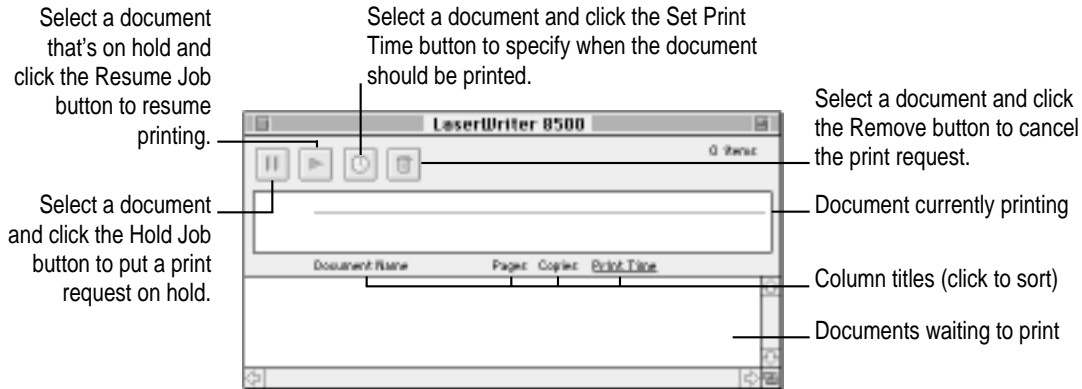 Select a document
that's on hold and
click the Resume Job
button to resume
printing.
Select a document and click the Set Print
Time button to specify when the document
should be printed.
Select a document and click
the Remove button to cancel
the print request.
LaserWriter 8500
0 items
Select a document
and click the Hold Job
button to put a print
request on hold.
Document currently printing
Document Name Pages Copies Print Time
Column titles (click to sort)
Documents waiting to print